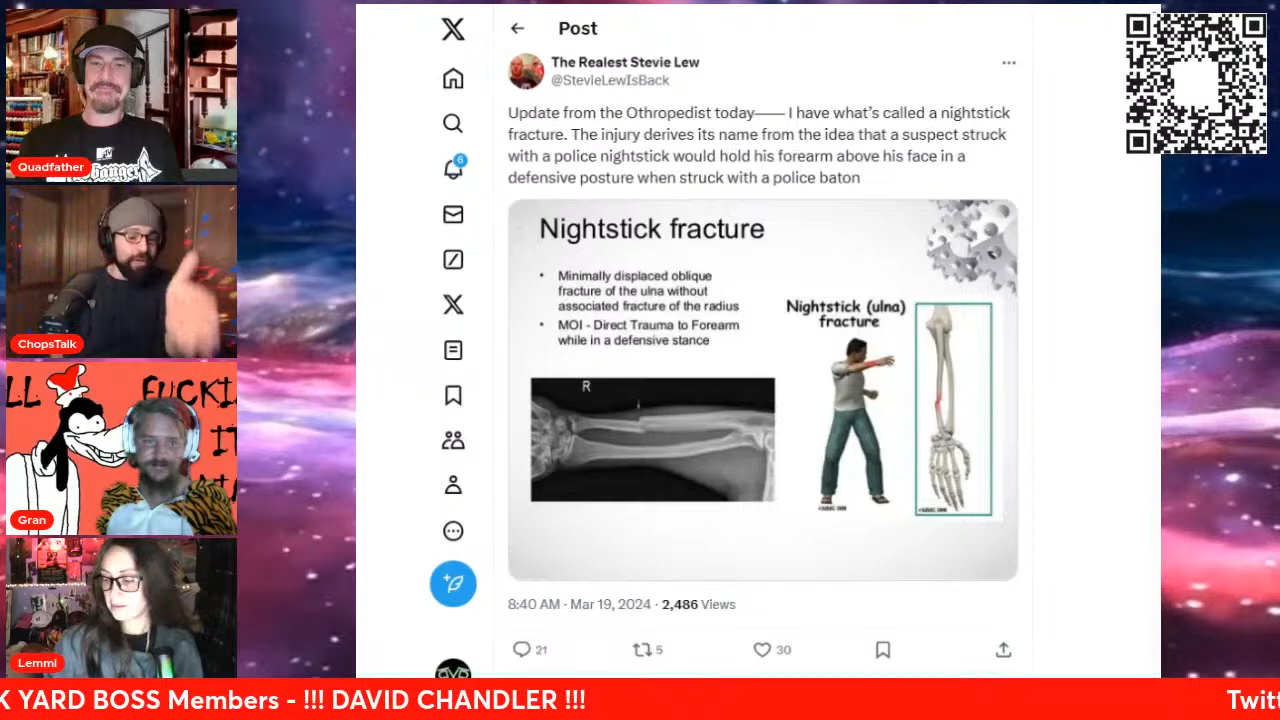 Post
The Realest Stevie Lew
@StevieLewIsBack
Update from the Othropedist today—— I have what's called a nightstick
fracture. The injury derives its name from the idea that a suspect struck
with a police nightstick would hold his forearm above his face in a
defensive posture when struck with a police baton
Nightstick fracture
• Minimally displaced oblique
fracture of the ulna without
associated fracture of the radius
• MOI - Direct Trauma to Forearm
while in a defensive stance
R
Nightstick (ulna)
fracture
8:40 AM · Mar 19, 2024 · 2,486 Views
21
5
30
6
MTV
Quadfather
ChopsTalk
LL
FUCKI
IT
Gran
Lemmi
K YARD BOSS Members - !!! DAVID CHANDLER !!!
Twitt